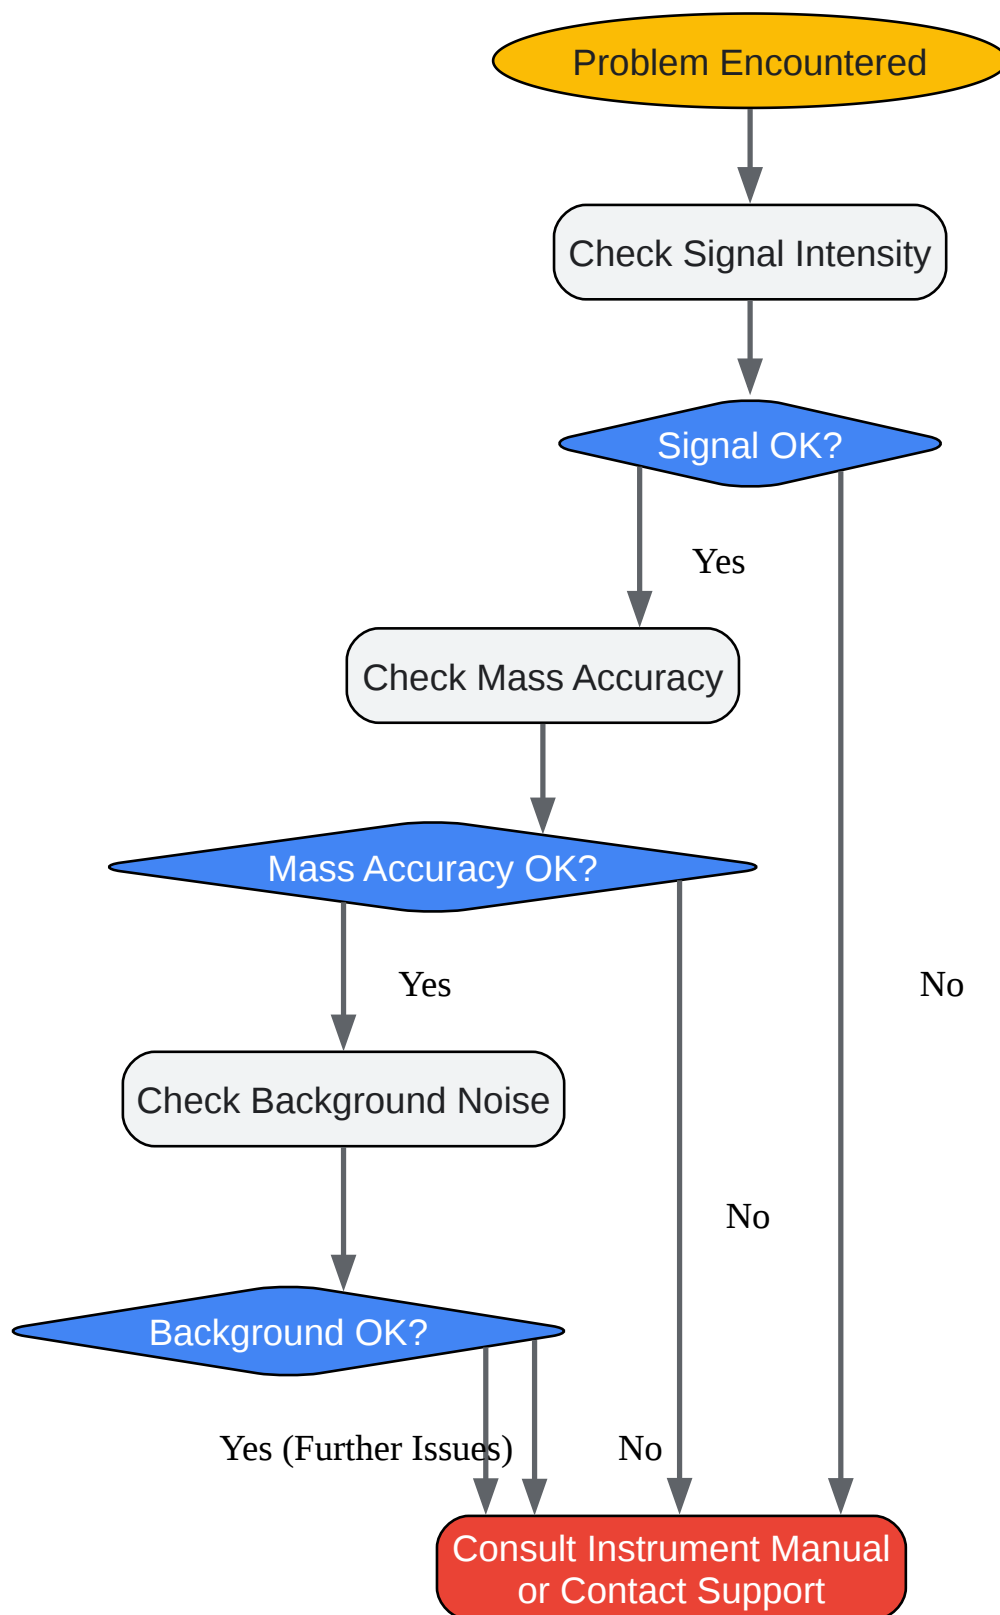 Problem Encountered
Check Signal Intensity
Signal OK?
Yes
Check Mass Accuracy
Mass Accuracy OK?
Yes
No
Check Background Noise
No
Background OK?
Yes (Further Issues)
No
Consult Instrument Manual
or Contact Support